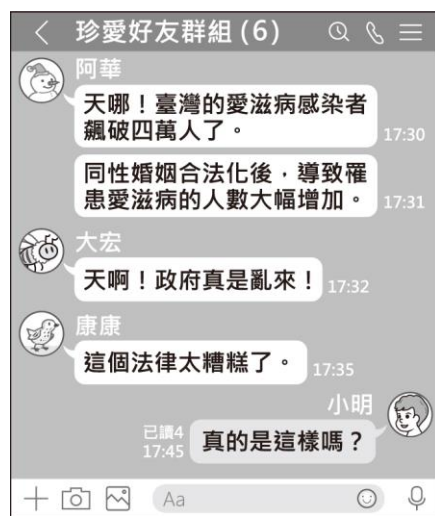 珍愛好友群組(6)
阿華
天哪！臺灣的愛滋病感染者
飆破四萬人了。
17:30
同性婚姻合法化後，導致罹
患愛滋病的人數大幅增加。
17:31
大宏
天啊！政府真是亂來！
17:32
康康
這個法律太糟糕了。
17:35
小明
已讀4
17:45
真的是這樣嗎？
Aa